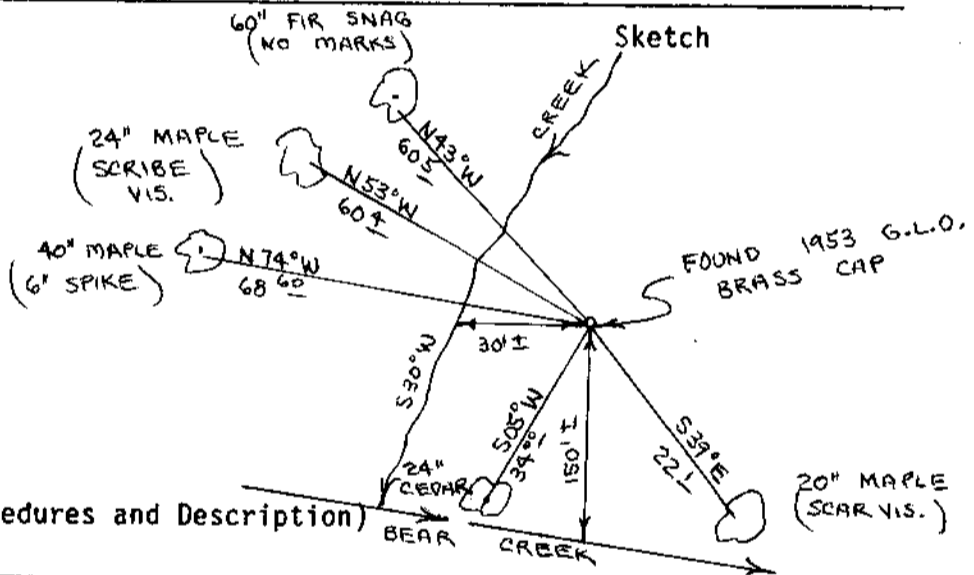 60" FIR SNAG
(NO MARKS)
Sketch
CREEK
24" MAPLE
(SCRIBE
VIS.)
N43°W
60 5
N53°W
60 4
40" MAPLE
(6" SPIKE)
N74°W
68 60
FOUND 1953 G.L.O.
BRASS CAP
30'±
S30°W
S05°W
34 00'
150'±
S39°E
22 1
24"
CEDAR
20" MAPLE
(SCAR VIS.)
edures and Description)
BEAR CREEK